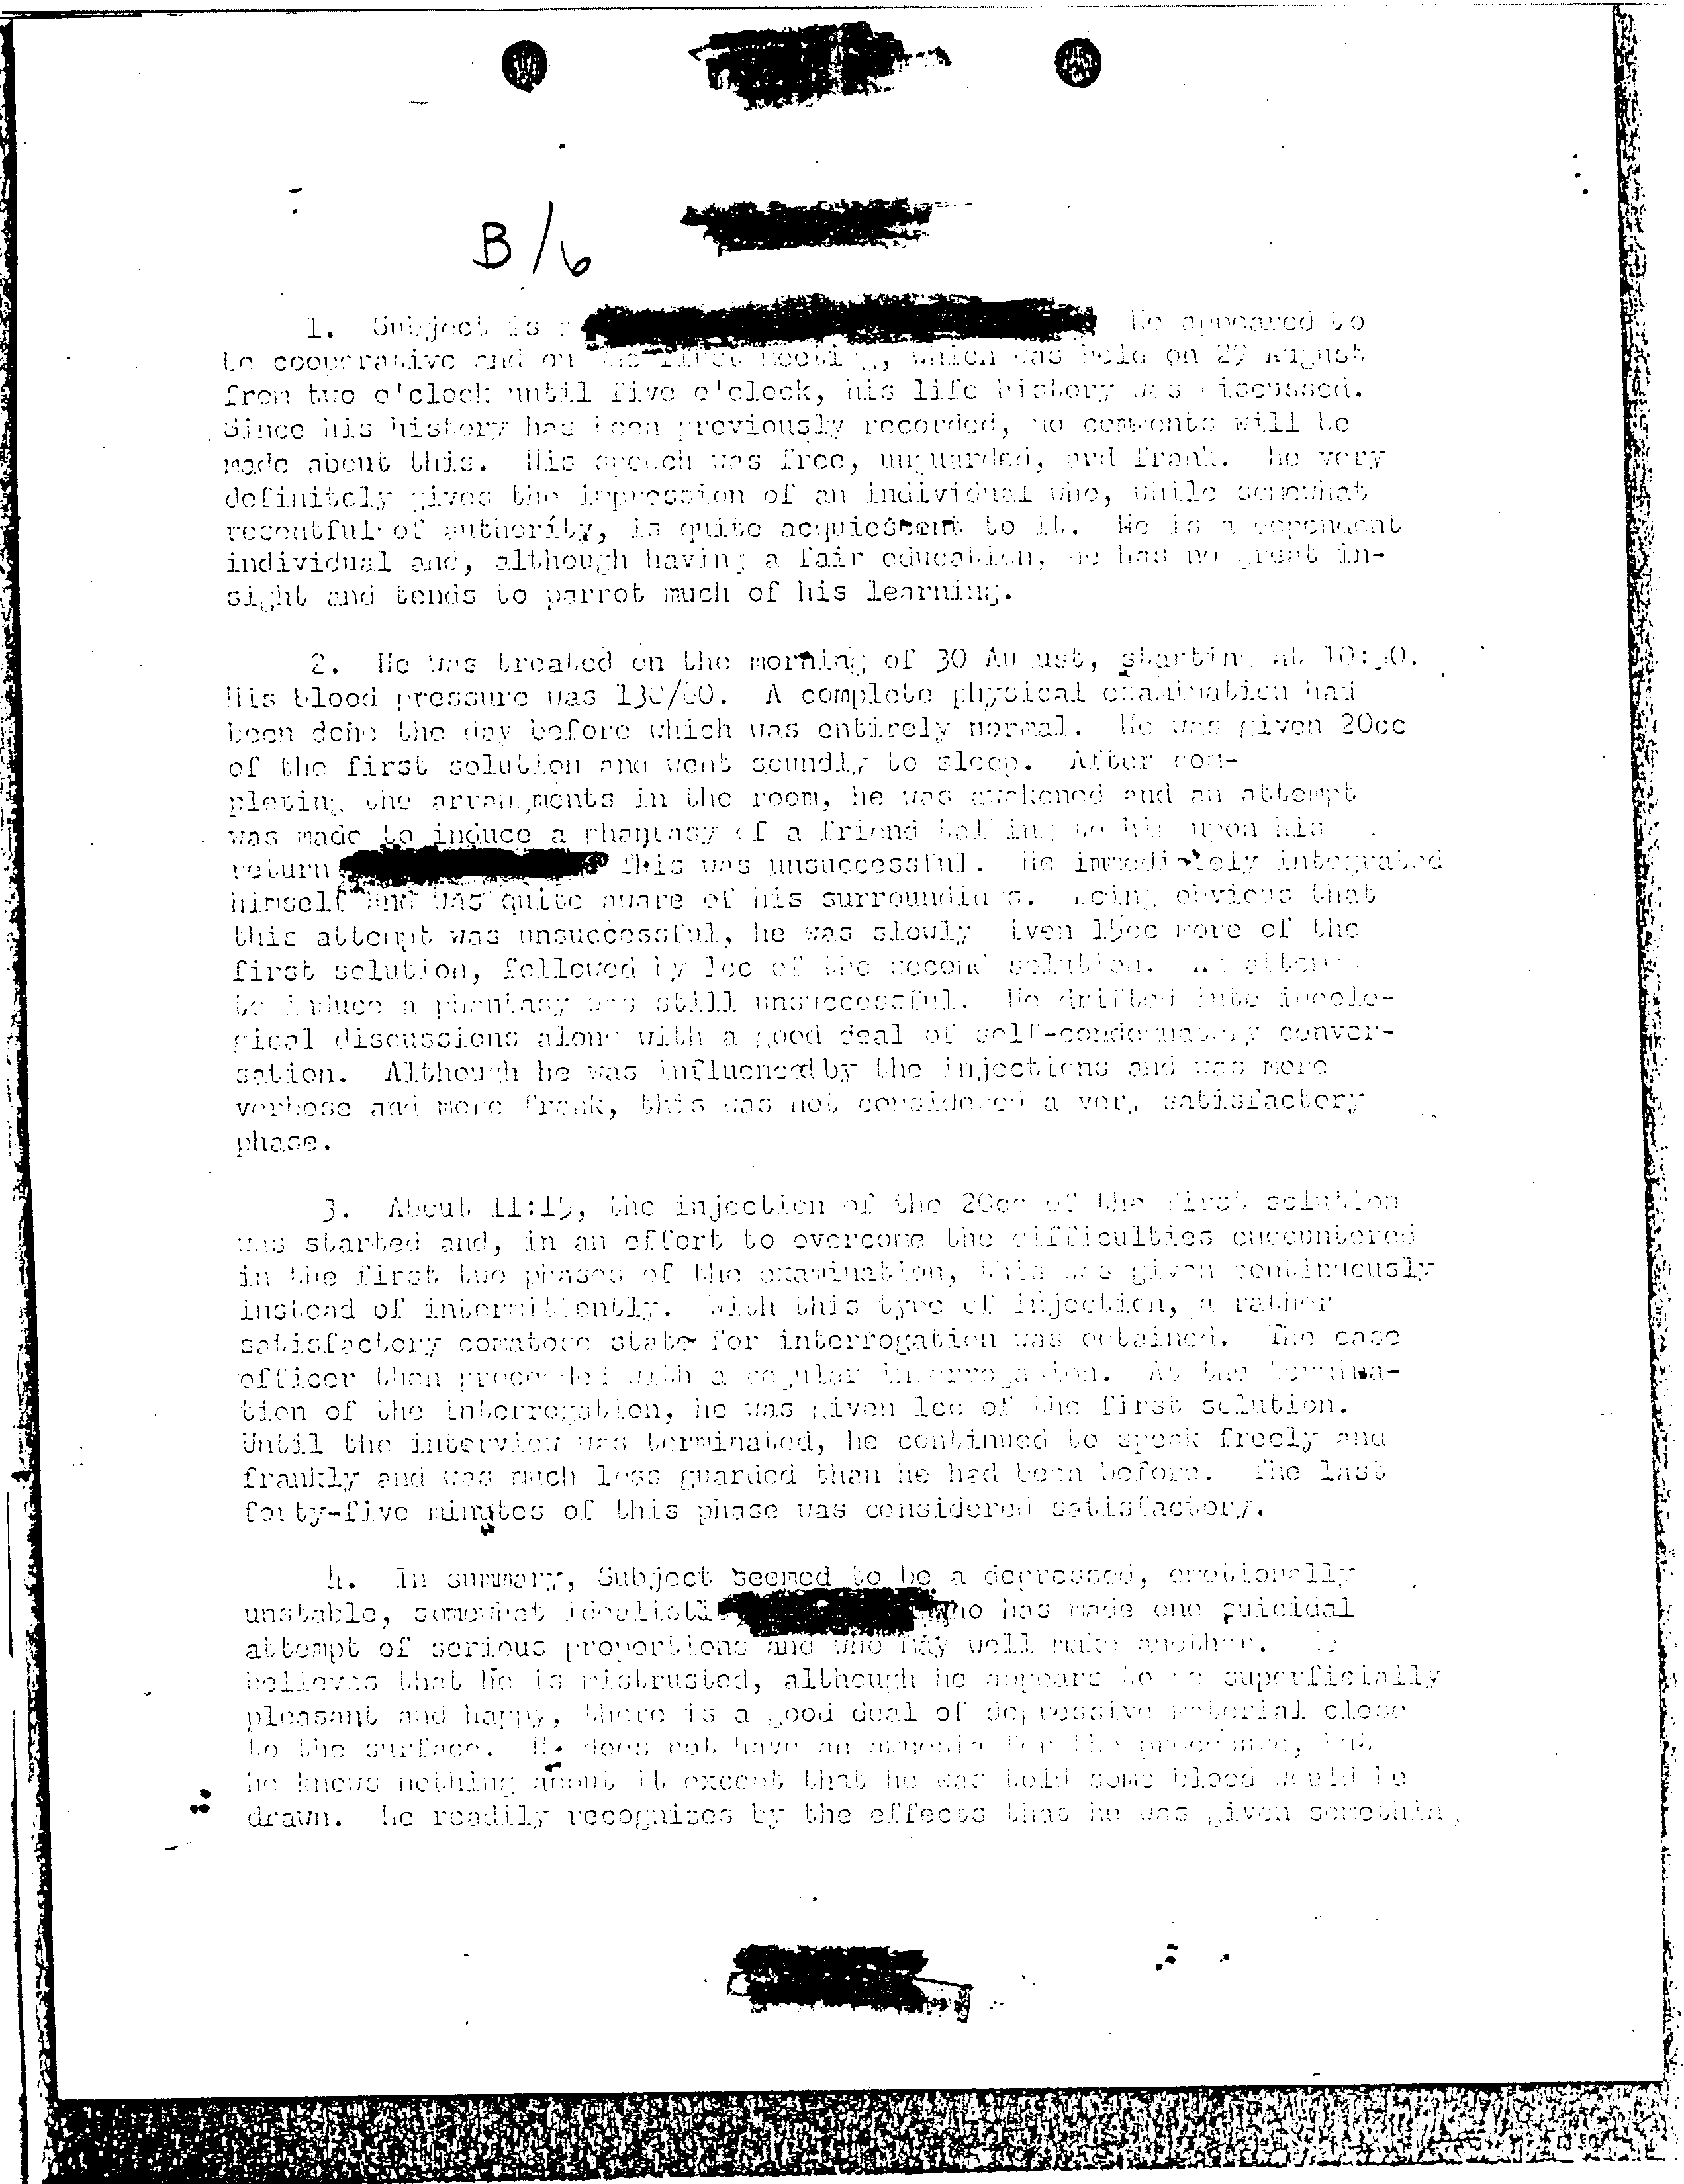 B/6
1. Subject is a He appeared to
be cooperative and on the first meeting, which was held on 29 August
from two o'clock until five o'clock, his life history was discussed.
Since his history has been previously recorded, no comments will be
made about this. His speech was free, unguarded, and frank. He very
definitely gives the impression of an individual who, while somewhat
resentful of authority, is quite acquiescent to it. He is a dependent
individual and, although having a fair education, he has no great in-
sight and tends to parrot much of his learning.
2. He was treated on the morning of 30 August, starting at
His blood pressure was A complete physical examination had
been done the day before which was entirely normal. He was given 20cc
of the first solution and went soundly to sleep. After com-
pleting the arrangements in the room, he was awakened and an attempt
was made to induce a phantasy of a friend talking to him upon his
return This was unsuccessful. He immediately integrated
himself and was quite aware of his surroundings. Being obvious that
this attempt was unsuccessful, he was slowly given 15cc more of the
first solution, followed by 1cc of the second solution. An attempt
to induce a phantasy was still unsuccessful. He drifted into ideolo-
gical discussions along with a good deal of self-condemnatory conver-
sation. Although he was influenced by the injections and was more
verbose and more frank, this was not considered a very satisfactory
phase.
3. About 11:15, the injection of the 20cc of the first solution
was started and, in an effort to overcome the difficulties encountered
in the first two phases of the examination, this was given continuously
instead of intermittently. With this type of injection, a rather
satisfactory comatose state for interrogation was obtained. The case
officer then proceeded with a regular interrogation. At the termina-
tion of the interrogation, he was given 1cc of the first solution.
Until the interview was terminated, he continued to speak freely and
frankly and was much less guarded than he had been before. The last
forty-five minutes of this phase was considered satisfactory.
4. In summary, Subject seemed to be a depressed, emotionally
unstable, somewhat idealistic who has made one suicidal
attempt of serious proportions and who may well make another. He
believes that he is mistrusted, although he appears to be superficially
pleasant and happy, there is a good deal of depressive material close
to the surface. He does not have an amnesia for the procedure, but
he knows nothing about it except that he was told some blood would be
drawn. He readily recognizes by the effects that he was given something